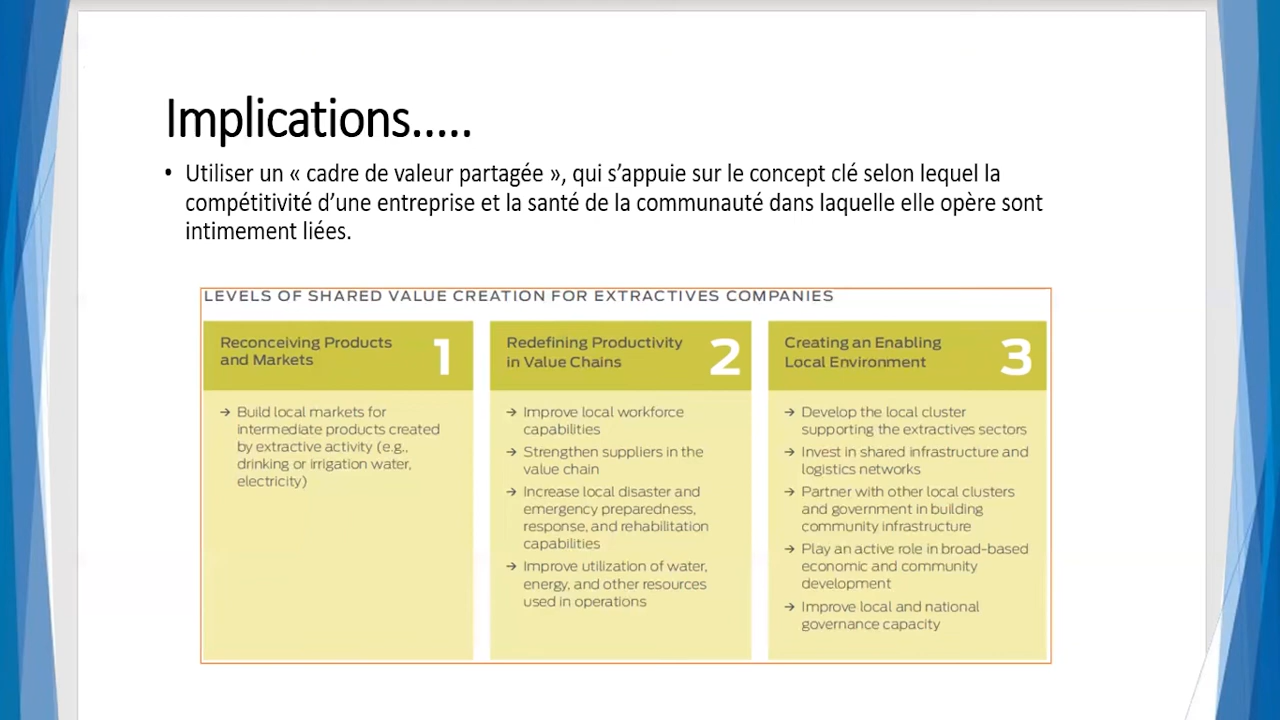 Implications.....
• Utiliser un « cadre de valeur partagée », qui s’appuie sur le concept clé selon lequel la
compétitivité d’une entreprise et la santé de la communauté dans laquelle elle opère sont
intimement liées.
LEVELS OF SHARED VALUE CREATION FOR EXTRACTIVES COMPANIES
Reconceiving Products
and Markets
1
→ Build local markets for
intermediate products created
by extractive activity (e.g.,
drinking or irrigation water,
electricity)
Redefining Productivity
in Value Chains
2
→ Improve local workforce
capabilities
→ Strengthen suppliers in the
value chain
→ Increase local disaster and
emergency preparedness,
response, and rehabilitation
capabilities
→ Improve utilization of water,
energy, and other resources
used in operations
Creating an Enabling
Local Environment
3
→ Develop the local cluster
supporting the extractives sectors
→ Invest in shared infrastructure and
logistics networks
→ Partner with other local clusters
and government in building
community infrastructure
→ Play an active role in broad-based
economic and community
development
→ Improve local and national
governance capacity